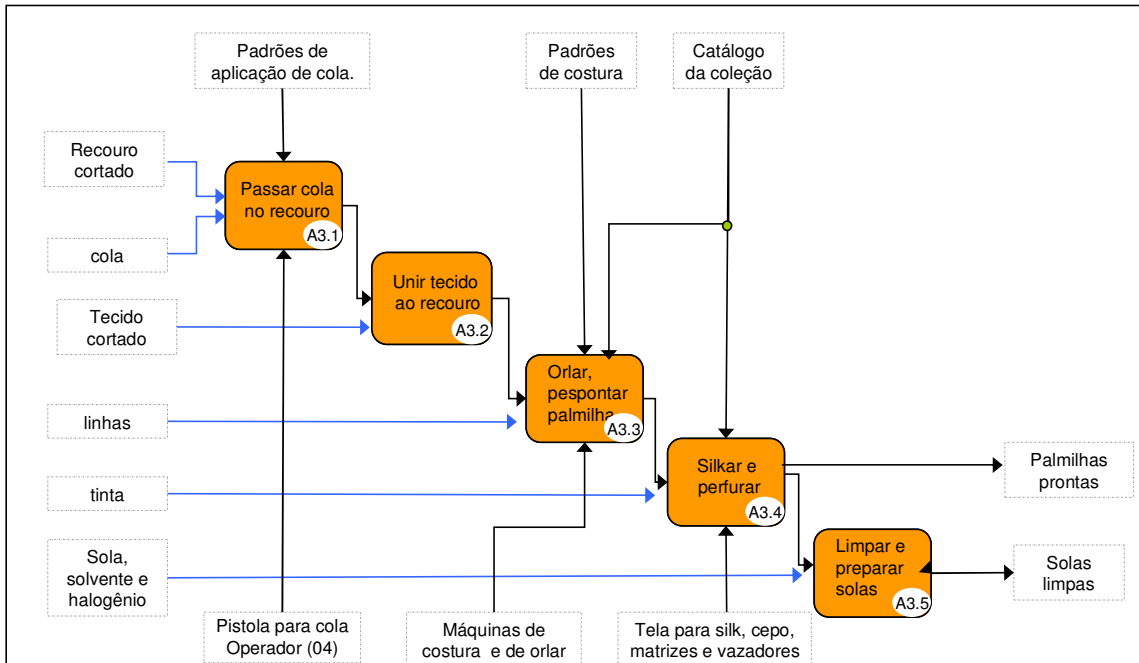 Padrões de
aplicação de cola.
Padrões
de costura
Catálogo
da coleção
Recouro
cortado
Passar cola
no recouro
A3.1
cola
Unir tecido
ao recouro
A3.2
Tecido
cortado
Orlar,
pespontar
palmilha
A3.3
linhas
Silkar e
perfurar
A3.4
Palmilhas
prontas
tinta
Limpar e
preparar
solas
A3.5
Sola,
solvente e
halogênio
Solas
limpas
Pistola para cola
Operador (04)
Máquinas de
costura e de orlar
Tela para silk, cepo,
matrizes e vazadores